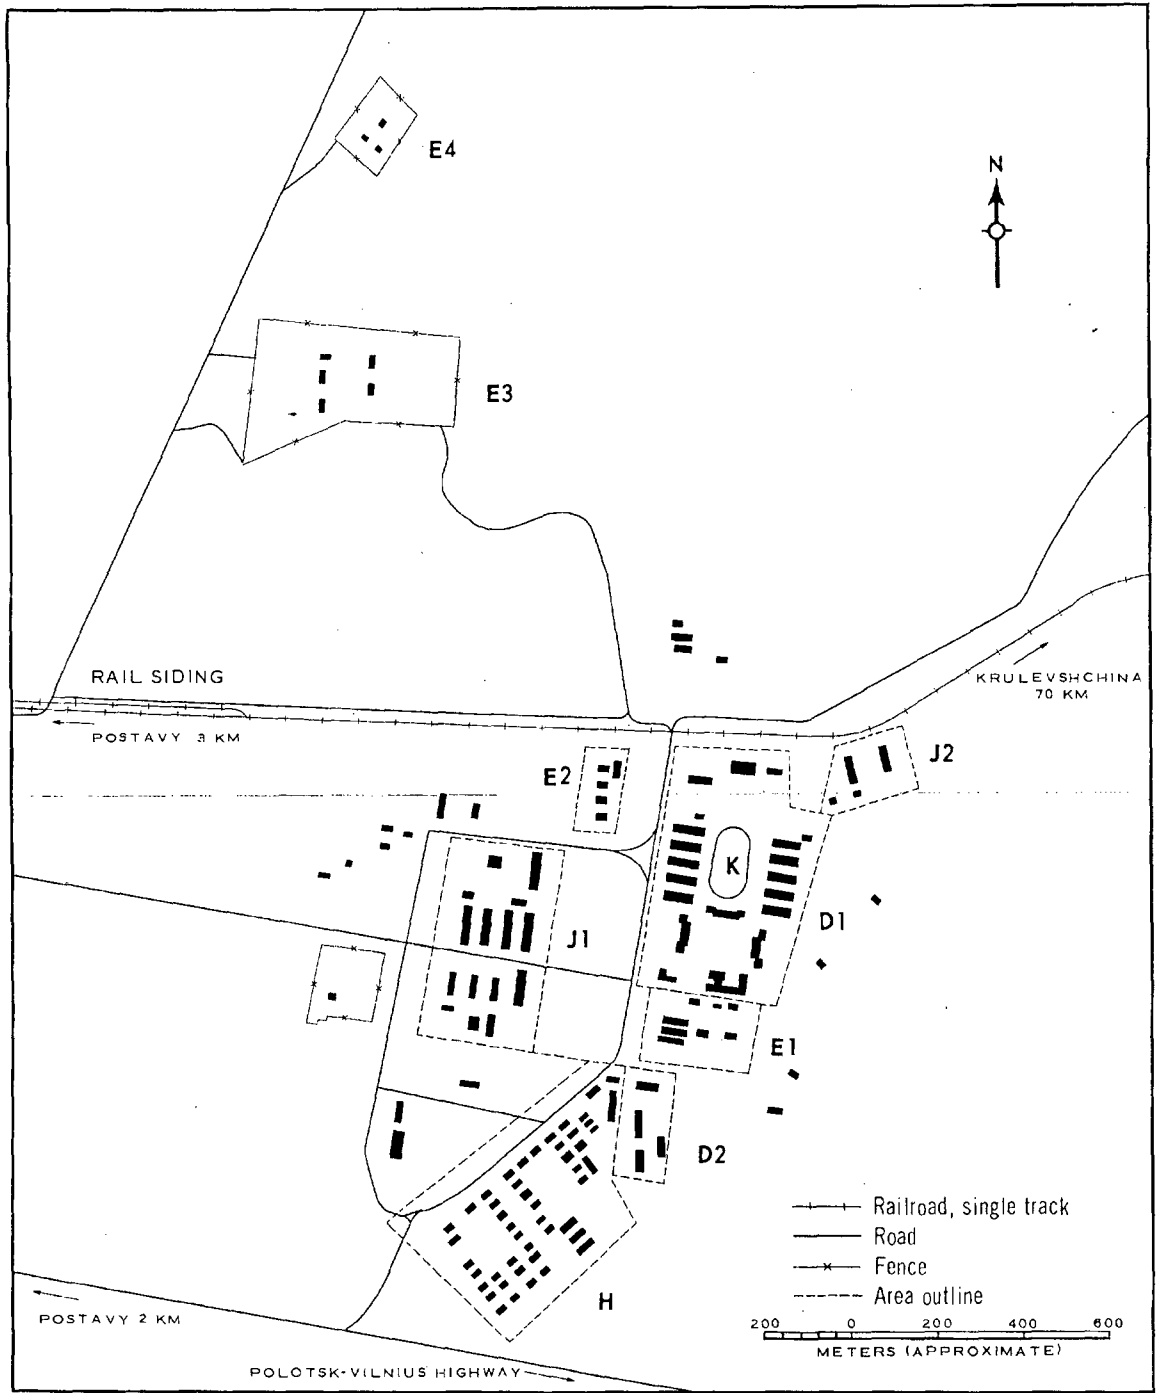 E4
N
E3
RAIL SIDING
KRULEVSHCHINA
70 KM
POSTAVY 3 KM
E2
J2
K
D1
J1
E1
D2
Railroad, single track
Road
Fence
Area outline
H
200 0 200 400 600
METERS (APPROXIMATE)
POSTAVY 2 KM
POLOTSK-VILNIUS HIGHWAY